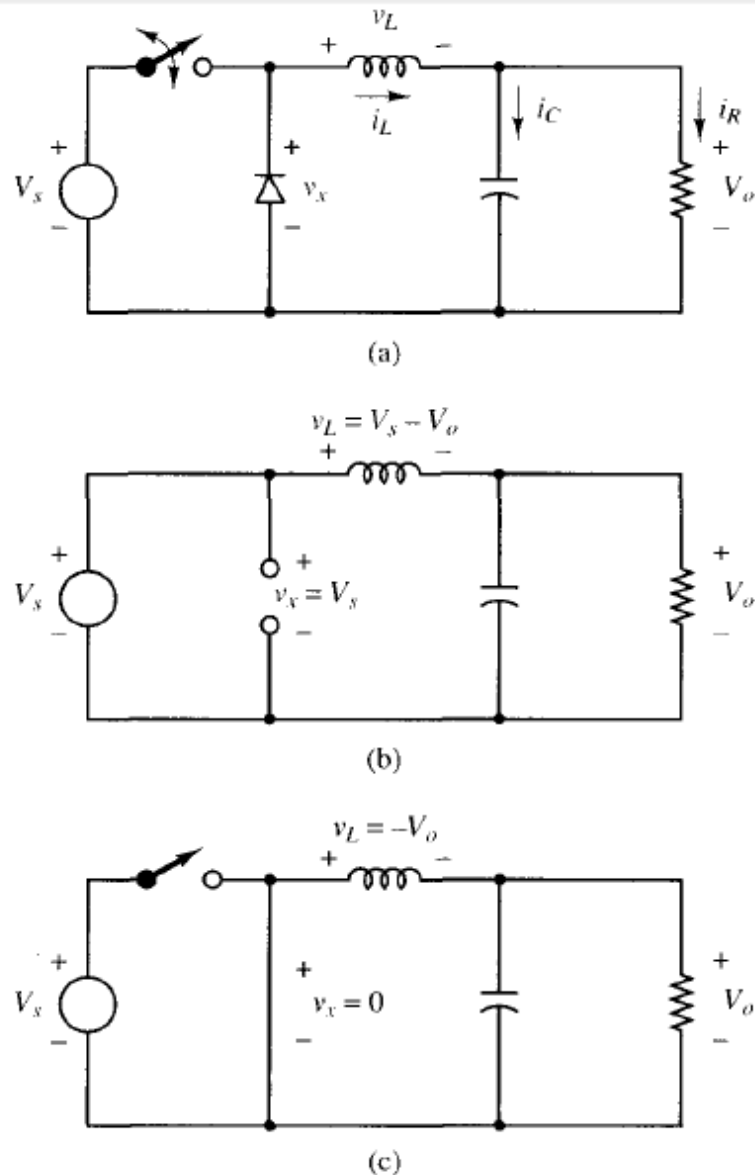 v_L
+ −
i_L
i_C
i_R
+
V_s
−
+
v_x
−
+
V_o
−
(a)
v_L = V_s − V_o
+ −
+
V_s
−
+
v_x = V_s
−
+
V_o
−
(b)
v_L = −V_o
+ −
+
V_s
−
+
v_x = 0
−
+
V_o
−
(c)